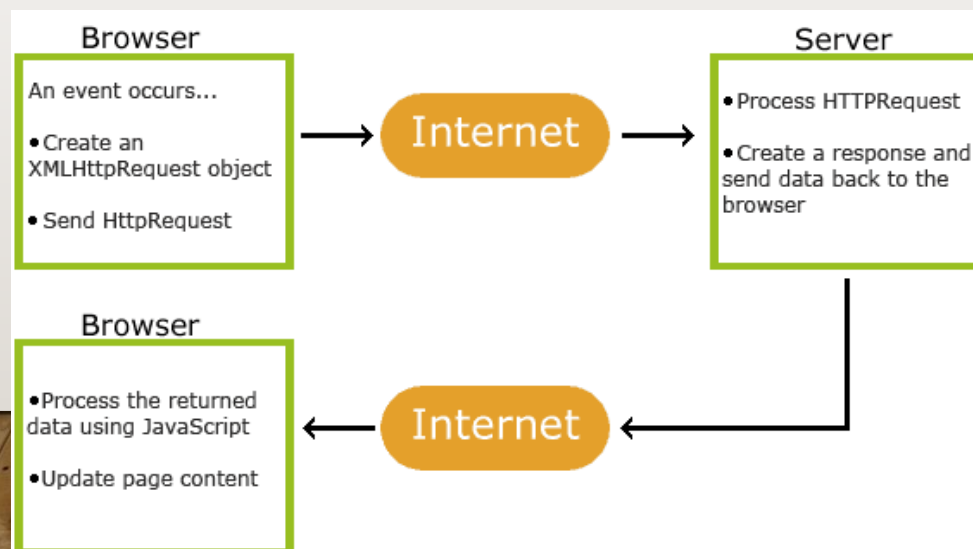 Browser
An event occurs...
•Create an
XMLHttpRequest object
• Send HttpRequest
Internet
Server
•Process HTTPRequest
•Create a response and
send data back to the
browser
Browser
•Process the returned
data using JavaScript
•Update page content
Internet